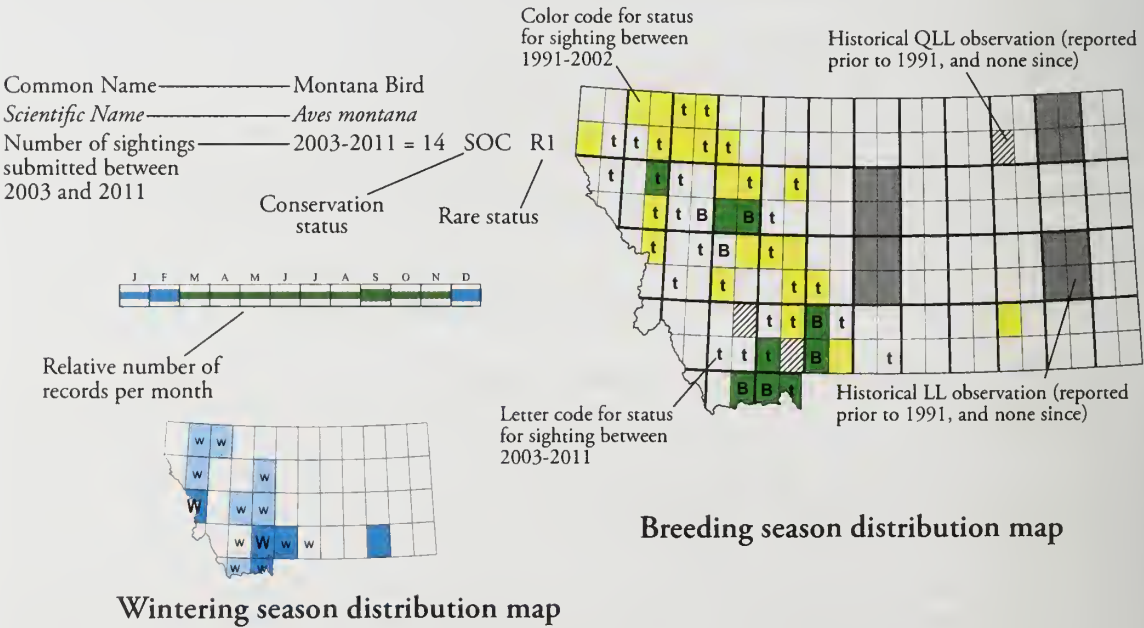 Color code for status
for sighting between
1991-2002
Historical QLL observation (reported
prior to 1991, and none since)
Common Name Montana Bird
Scientific Name Aves montana
Number of sightings 2003-2011 = 14 SOC R1
submitted between
2003 and 2011
Conservation
status
Rare status
J F M A M J J A S O N D
Relative number of
records per month
t t
t t t t t
t t t t t
t t B B t
t t B t
t t t t
t t B t
t t t B t
B B t
Letter code for status
for sighting between
2003-2011
Historical LL observation (reported
prior to 1991, and none since)
Breeding season distribution map
w w
w w
W w w
w W w w
w w
Wintering season distribution map